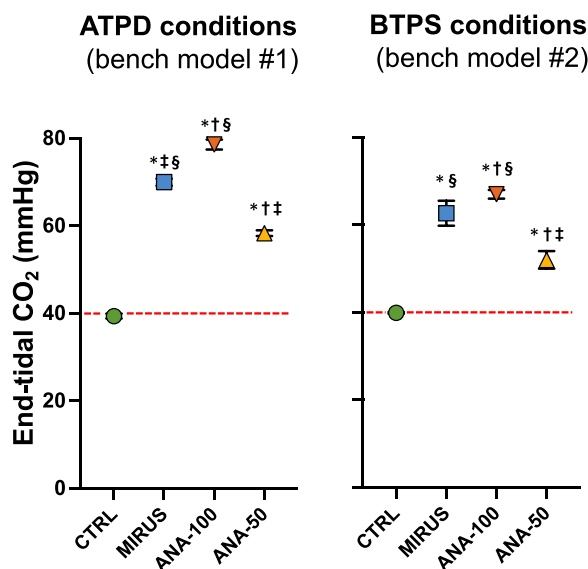 ATPD conditions
(bench model #1)
BTPS conditions
(bench model #2)
End-tidal CO₂ (mmHg)
80
60
40
20
0
*‡§
*†§
*†‡
*§
*†§
*†‡
CTRL
MIRUS
ANA-100
ANA-50
CTRL
MIRUS
ANA-100
ANA-50